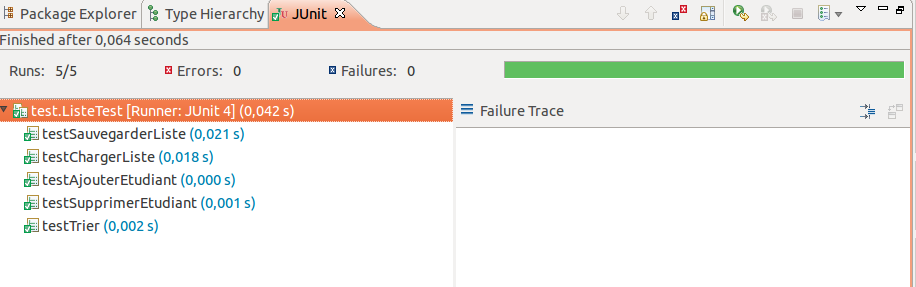 Package Explorer Type Hierarchy JUnit
Finished after 0,064 seconds
Runs: 5/5 Errors: 0 Failures: 0
test.ListeTest [Runner: JUnit 4] (0,042 s)
Failure Trace
testSauvegarderListe (0,021 s)
testChargerListe (0,018 s)
testAjouterEtudiant (0,000 s)
testSupprimerEtudiant (0,001 s)
testTrier (0,002 s)